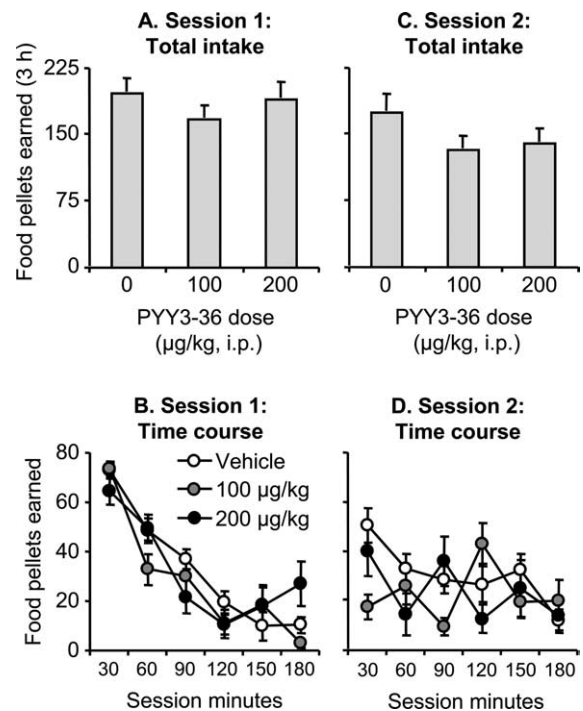 A. Session 1:
Total intake
Food pellets earned (3 h)
225
150
75
0
0 100 200
PYY3-36 dose
(µg/kg, i.p.)
C. Session 2:
Total intake
0 100 200
PYY3-36 dose
(µg/kg, i.p.)
B. Session 1:
Time course
Food pellets earned
80
60
40
20
0
Vehicle
100 µg/kg
200 µg/kg
30 60 90 120 150 180
Session minutes
D. Session 2:
Time course
30 60 90 120 150 180
Session minutes